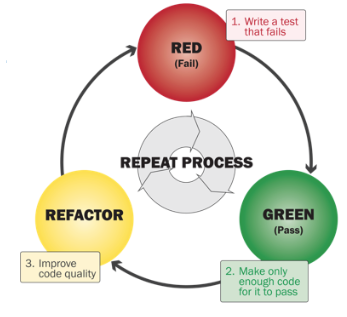 RED
(Fail)
1. Write a test
that fails
REPEAT PROCESS
REFACTOR
GREEN
(Pass)
3. Improve
code quality
2. Make only
enough code
for it to pass